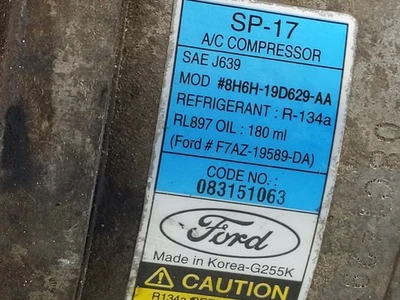 SP-17
A/C COMPRESSOR
SAE J639
MOD #8H6H-19D629-AA
REFRIGERANT : R-134a
RL897 OIL : 180 ml
(Ford # F7AZ-19589-DA)
CODE NO. :
083151063
Ford
Made in Korea-G255K
CAUTION